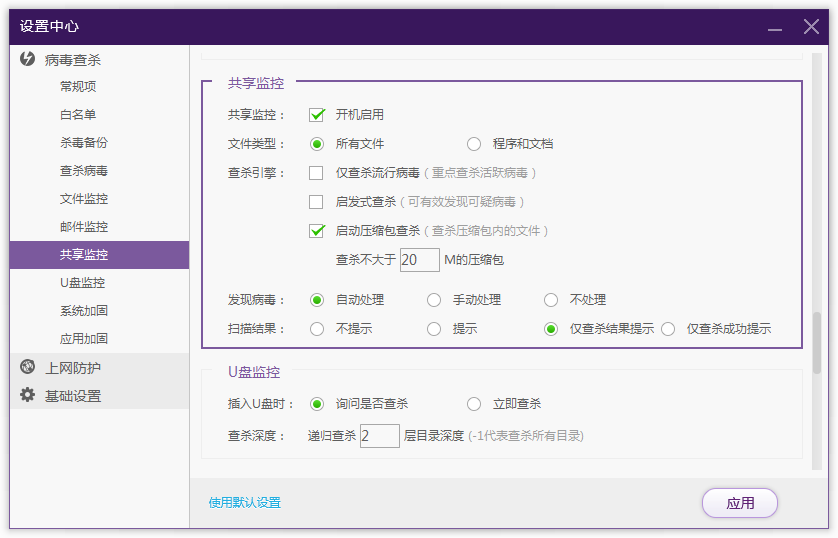 设置中心
病毒查杀
常规项
白名单
杀毒备份
查杀病毒
文件监控
邮件监控
共享监控
U盘监控
系统加固
应用加固
上网防护
基础设置
共享监控
共享监控： 开机启用
文件类型： 所有文件 程序和文档
查杀引擎： 仅查杀流行病毒（重点查杀活跃病毒）
启发式查杀（可有效发现可疑病毒）
启动压缩包查杀（查杀压缩包内的文件）
查杀不大于 20 M的压缩包
发现病毒： 自动处理 手动处理 不处理
扫描结果： 不提示 提示 仅查杀结果提示 仅查杀成功提示
U盘监控
插入U盘时： 询问是否查杀 立即查杀
查杀深度： 递归查杀 2 层目录深度 (-1代表查杀所有目录)
使用默认设置 应用